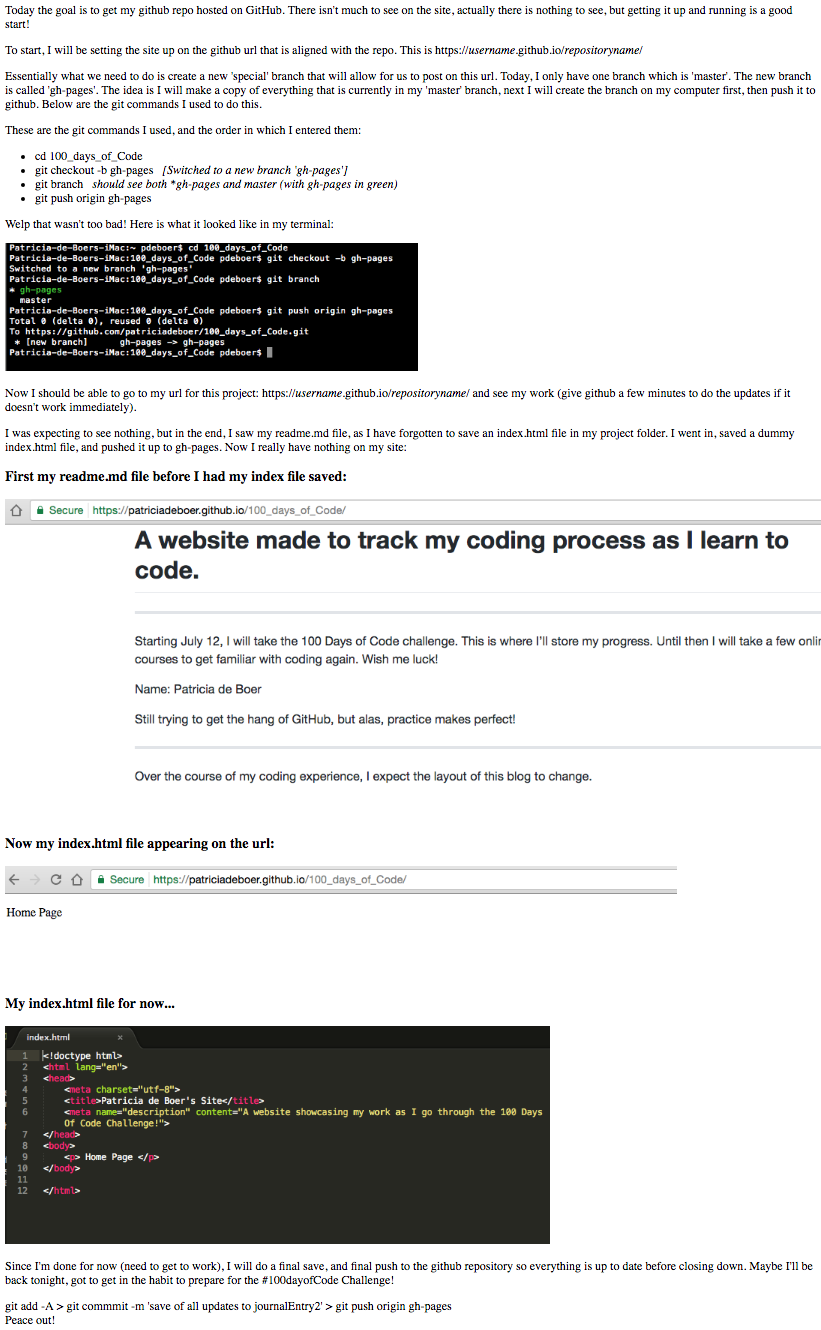 Today the goal is to get my github repo hosted on GitHub. There isn't much to see on the site, actually there is nothing to see, but getting it up and running is a good
start!
To start, I will be setting the site up on the github url that is aligned with the repo. This is https://username.github.io/repositoryname/
Essentially what we need to do is create a new 'special' branch that will allow for us to post on this url. Today, I only have one branch which is 'master'. The new branch
is called 'gh-pages'. The idea is I will make a copy of everything that is currently in my 'master' branch, next I will create the branch on my computer first, then push it to
github. Below are the git commands I used to do this.
These are the git commands I used, and the order in which I entered them:
• cd 100_days_of_Code
• git checkout -b gh-pages [Switched to a new branch 'gh-pages']
• git branch should see both *gh-pages and master (with gh-pages in green)
• git push origin gh-pages
Welp that wasn't too bad! Here is what it looked like in my terminal:
Patricia-de-Boers-iMac:~ pdeboer$ cd 100_days_of_Code
Patricia-de-Boers-iMac:100_days_of_Code pdeboer$ git checkout -b gh-pages
Switched to a new branch 'gh-pages'
Patricia-de-Boers-iMac:100_days_of_Code pdeboer$ git branch
* gh-pages
master
Patricia-de-Boers-iMac:100_days_of_Code pdeboer$ git push origin gh-pages
Total 0 (delta 0), reused 0 (delta 0)
To https://github.com/patriciadeboer/100_days_of_Code.git
* [new branch] gh-pages -> gh-pages
Patricia-de-Boers-iMac:100_days_of_Code pdeboer$
Now I should be able to go to my url for this project: https://username.github.io/repositoryname/ and see my work (give github a few minutes to do the updates if it
doesn't work immediately).
I was expecting to see nothing, but in the end, I saw my readme.md file, as I have forgotten to save an index.html file in my project folder. I went in, saved a dummy
index.html file, and pushed it up to gh-pages. Now I really have nothing on my site:
First my readme.md file before I had my index file saved:
Secure https://patriciadeboer.github.io/100_days_of_Code/
A website made to track my coding process as I learn to
code.
Starting July 12, I will take the 100 Days of Code challenge. This is where I'll store my progress. Until then I will take a few onlin
courses to get familiar with coding again. Wish me luck!
Name: Patricia de Boer
Still trying to get the hang of GitHub, but alas, practice makes perfect!
Over the course of my coding experience, I expect the layout of this blog to change.
Now my index.html file appearing on the url:
Secure https://patriciadeboer.github.io/100_days_of_Code/
Home Page
My index.html file for now...
index.html ×
1 <!doctype html>
2 <html lang="en">
3 <head>
4 <meta charset="utf-8">
5 <title>Patricia de Boer's Site</title>
6 <meta name="description" content="A website showcasing my work as I go through the 100 Days
Of Code Challenge!">
7 </head>
8 <body>
9 <p> Home Page </p>
10 </body>
11
12 </html>
Since I'm done for now (need to get to work), I will do a final save, and final push to the github repository so everything is up to date before closing down. Maybe I'll be
back tonight, got to get in the habit to prepare for the #100dayofCode Challenge!
git add -A > git commmit -m 'save of all updates to journalEntry2' > git push origin gh-pages
Peace out!